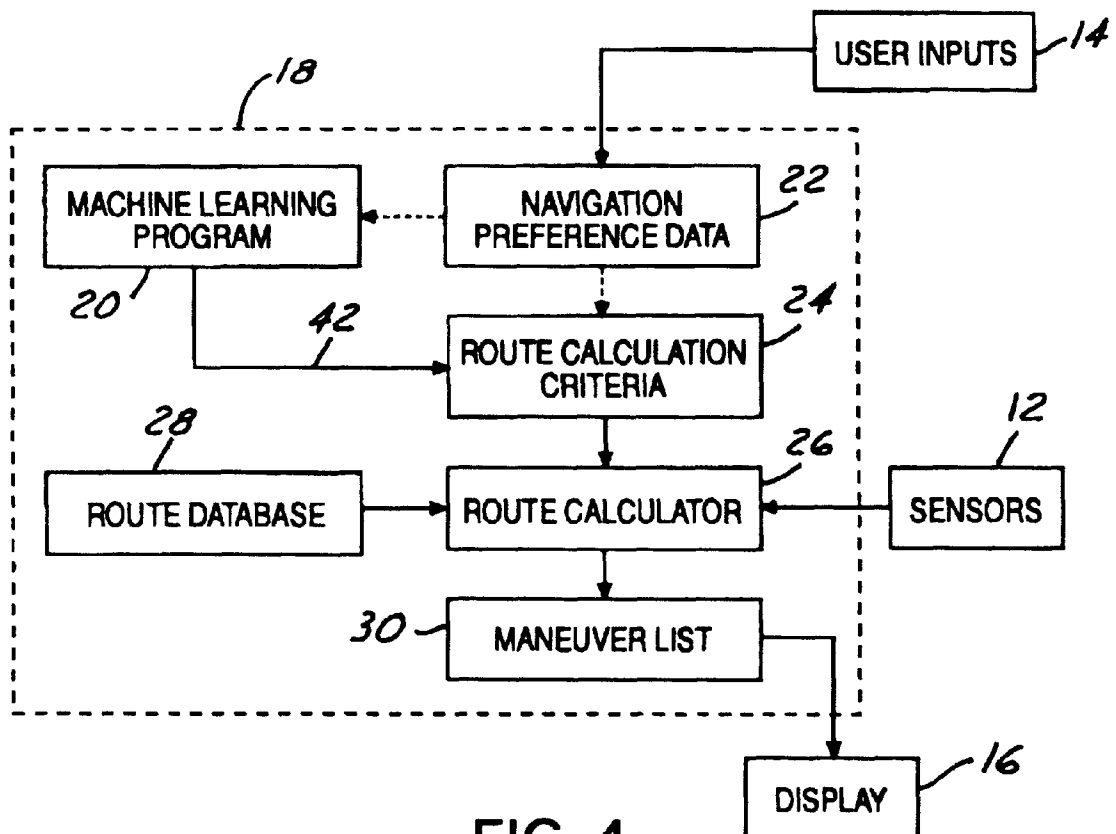 USER INPUTS
14
18
MACHINE LEARNING
PROGRAM
20
NAVIGATION
PREFERENCE DATA
22
42
ROUTE CALCULATION
CRITERIA
24
28
ROUTE DATABASE
ROUTE CALCULATOR
26
12
SENSORS
30
MANEUVER LIST
DISPLAY
16